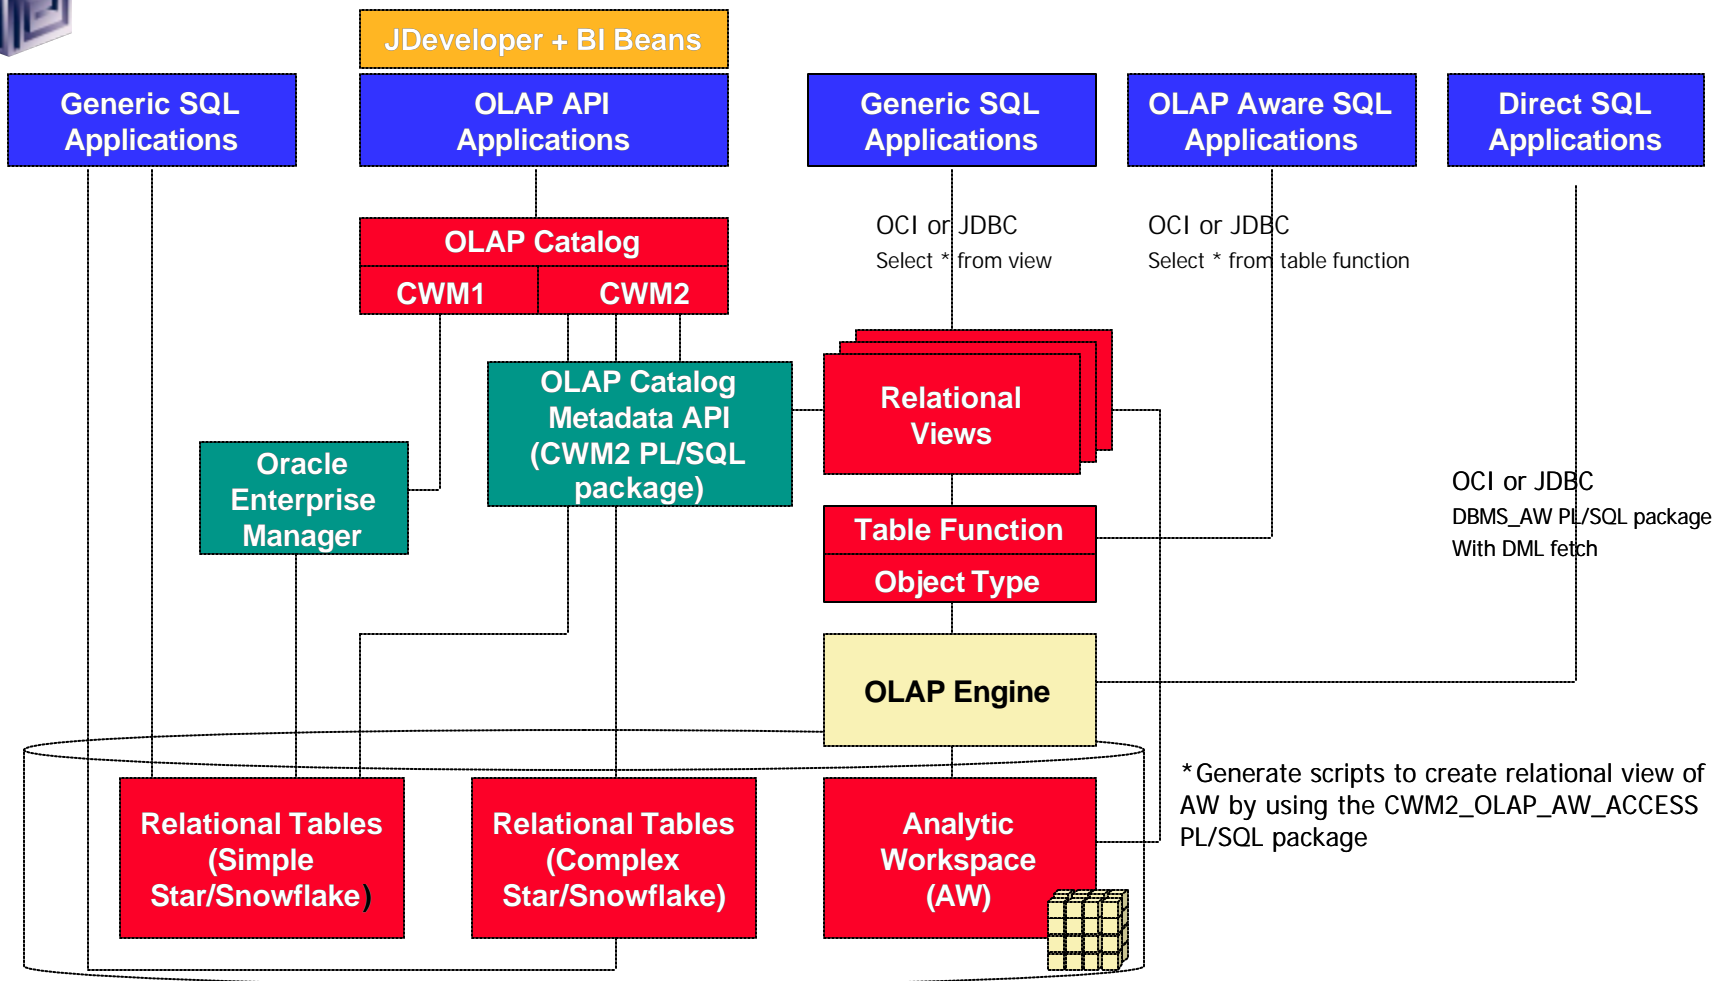 JDeveloper + BI Beans
Generic SQL
Applications
OLAP API
Applications
Generic SQL
Applications
OLAP Aware SQL
Applications
Direct SQL
Applications
OCI or JDBC
Select * from view
OCI or JDBC
Select * from table function
OLAP Catalog
CWM1
CWM2
OLAP Catalog
Metadata API
(CWM2 PL/SQL
package)
Relational
Views
Oracle
Enterprise
Manager
OCI or JDBC
DBMS_AW PL/SQL package
With DML fetch
Table Function
Object Type
OLAP Engine
*Generate scripts to create relational view of
AW by using the CWM2_OLAP_AW_ACCESS
PL/SQL package
Relational Tables
(Simple
Star/Snowflake)
Relational Tables
(Complex
Star/Snowflake)
Analytic
Workspace
(AW)